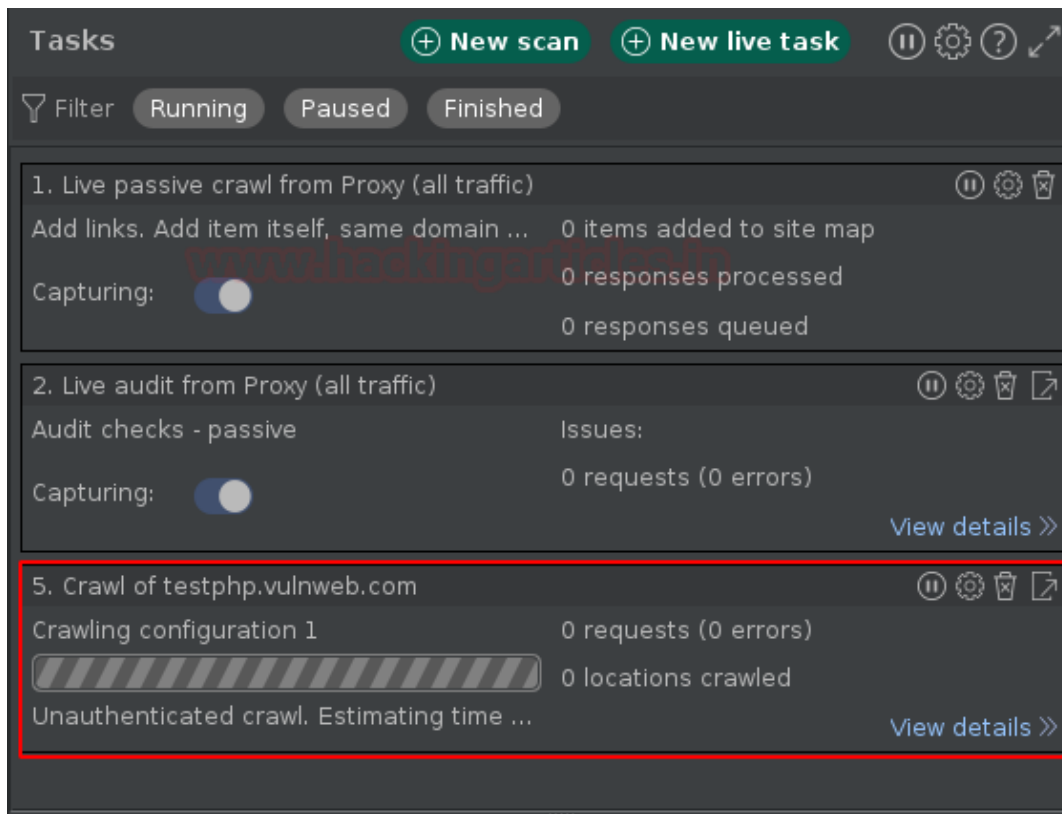 Tasks
New scan
New live task
Filter
Running
Paused
Finished
1. Live passive crawl from Proxy (all traffic)
Add links. Add item itself, same domain ...
0 items added to site map
www.hackingarticles.in
0 responses processed
Capturing:
0 responses queued
2. Live audit from Proxy (all traffic)
Audit checks - passive
Issues:
0 requests (0 errors)
Capturing:
View details
5. Crawl of testphp.vulnweb.com
Crawling configuration 1
0 requests (0 errors)
0 locations crawled
Unauthenticated crawl. Estimating time ...
View details